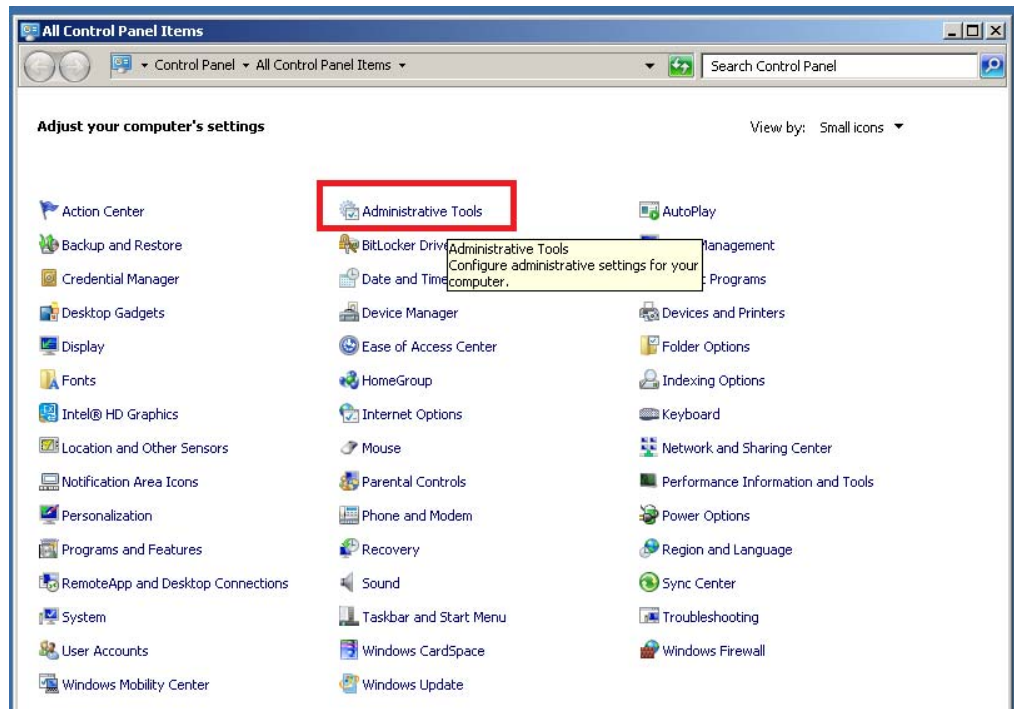 All Control Panel Items
Control Panel All Control Panel Items
Search Control Panel
Adjust your computer's settings
View by: Small icons
Action Center
Administrative Tools
AutoPlay
Backup and Restore
BitLocker Driv
Administrative Tools
Configure administrative settings for your
computer.
Management
Credential Manager
Date and Time
Programs
Desktop Gadgets
Device Manager
Devices and Printers
Display
Ease of Access Center
Folder Options
Fonts
HomeGroup
Indexing Options
Intel® HD Graphics
Internet Options
Keyboard
Location and Other Sensors
Mouse
Network and Sharing Center
Notification Area Icons
Parental Controls
Performance Information and Tools
Personalization
Phone and Modem
Power Options
Programs and Features
Recovery
Region and Language
RemoteApp and Desktop Connections
Sound
Sync Center
System
Taskbar and Start Menu
Troubleshooting
User Accounts
Windows CardSpace
Windows Firewall
Windows Mobility Center
Windows Update